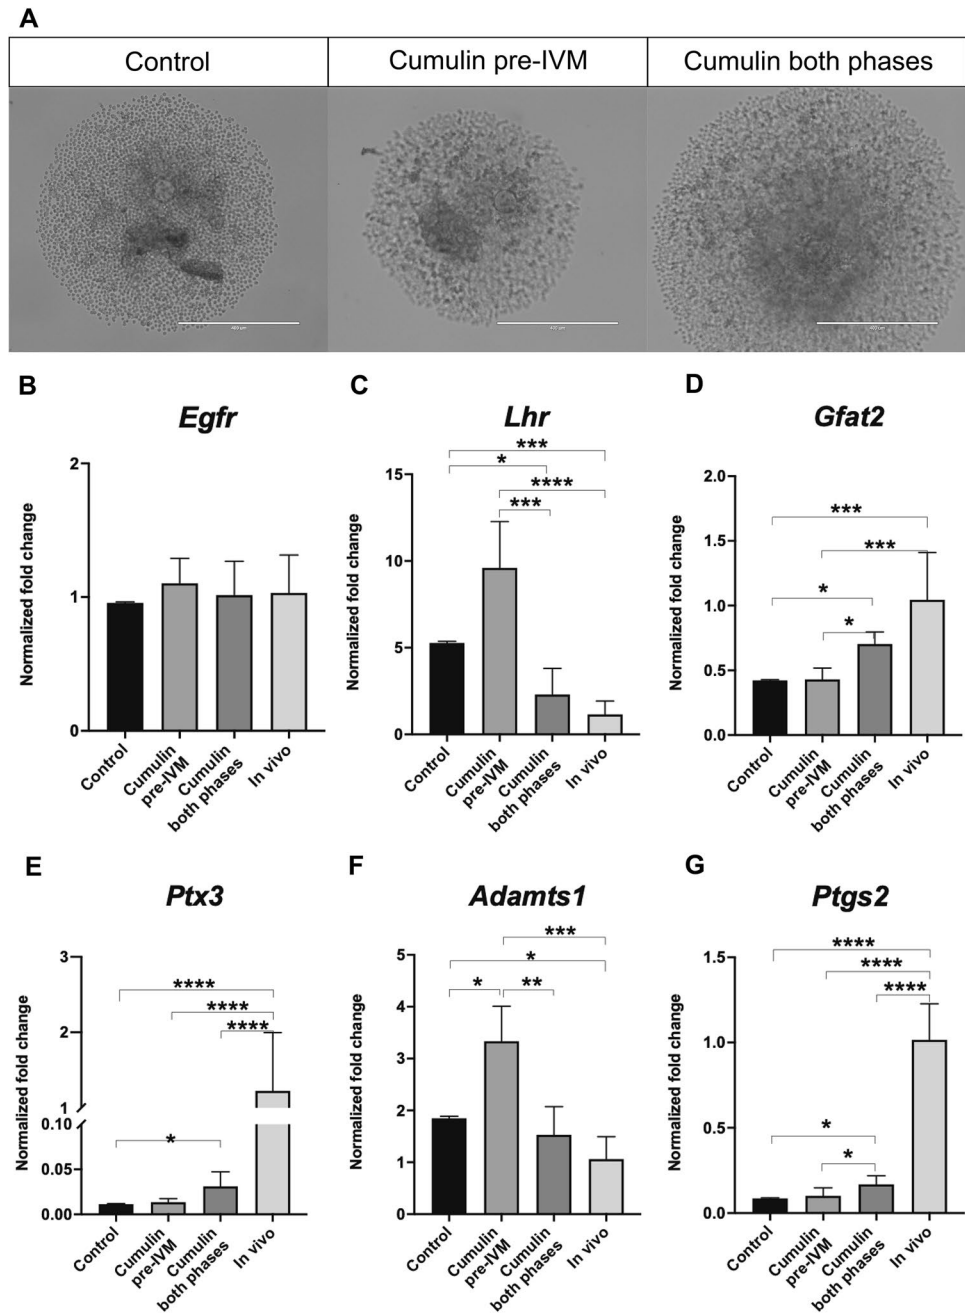 A
Control
Cumulin pre-IVM
Cumulin both phases
400 µm
400 µm
400 µm
B
Egfr
Normalized fold change
2
1
0
Control
Cumulin
pre-IVM
Cumulin
both phases
In vivo
C
Lhr
Normalized fold change
15
10
5
0
***
*
****
***
Control
Cumulin
pre-IVM
Cumulin
both phases
In vivo
D
Gfat2
Normalized fold change
2.0
1.5
1.0
0.5
0.0
***
***
*
*
Control
Cumulin
pre-IVM
Cumulin
both phases
In vivo
E
Ptx3
Normalized fold change
3
2
1
0.10
0.05
0.00
****
****
****
*
Control
Cumulin
pre-IVM
Cumulin
both phases
In vivo
F
Adamts1
Normalized fold change
5
4
3
2
1
0
***
*
*
**
Control
Cumulin
pre-IVM
Cumulin
both phases
In vivo
G
Ptgs2
Normalized fold change
1.5
1.0
0.5
0.0
****
****
****
*
*
Control
Cumulin
pre-IVM
Cumulin
both phases
In vivo